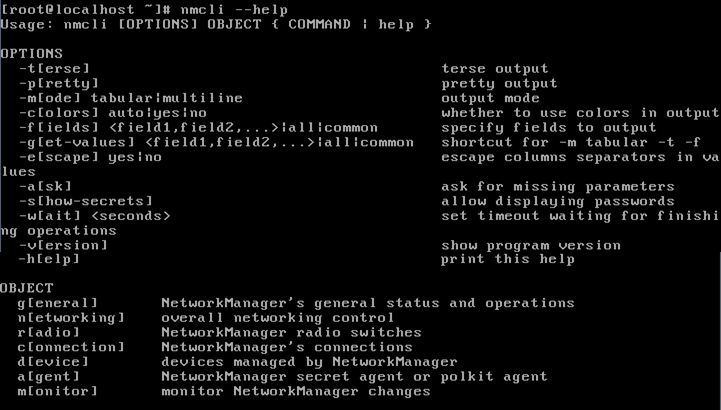 [root@localhost ~]# nmcli --help
Usage: nmcli [OPTIONS] OBJECT { COMMAND | help }

OPTIONS
  -t[erse]                                       terse output
  -p[retty]                                      pretty output
  -m[ode] tabular|multiline                      output mode
  -c[olors] auto|yes|no                          whether to use colors in output
  -f[ields] <field1,field2,...>|all|common       specify fields to output
  -g[et-values] <field1,field2,...>|all|common   shortcut for -m tabular -t -f
  -e[scape] yes|no                               escape columns separators in va
lues
  -a[sk]                                         ask for missing parameters
  -s[how-secrets]                                allow displaying passwords
  -w[ait] <seconds>                              set timeout waiting for finishi
ng operations
  -v[ersion]                                     show program version
  -h[elp]                                        print this help

OBJECT
  g[eneral]       NetworkManager's general status and operations
  n[etworking]    overall networking control
  r[adio]         NetworkManager radio switches
  c[onnection]    NetworkManager's connections
  d[evice]        devices managed by NetworkManager
  a[gent]         NetworkManager secret agent or polkit agent
  m[onitor]       monitor NetworkManager changes